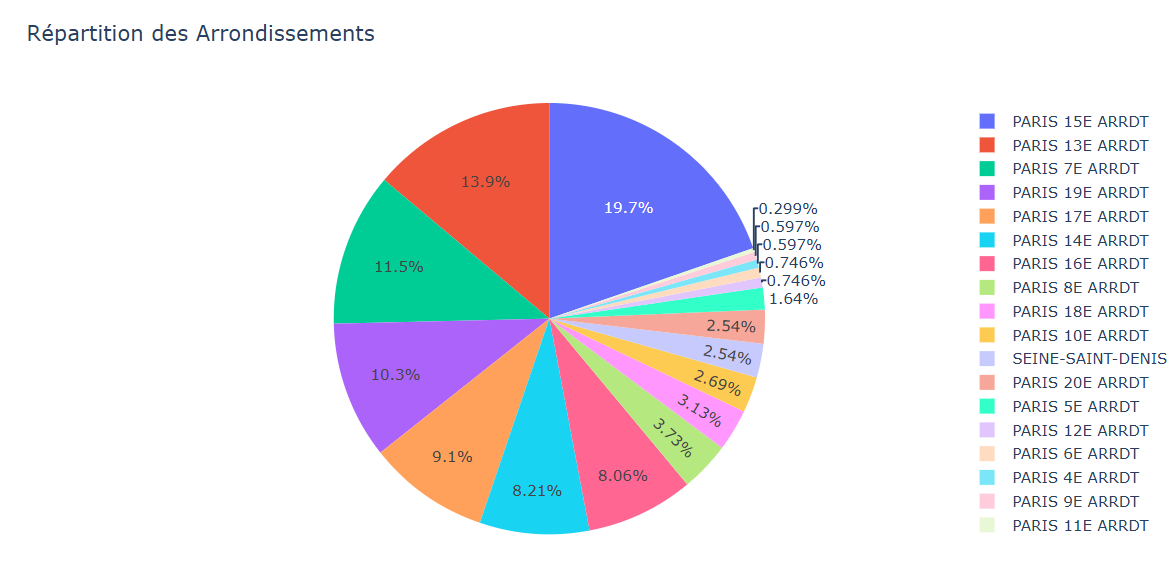 Répartition des Arrondissements
19.7%
13.9%
11.5%
10.3%
9.1%
8.21%
8.06%
3.73%
3.13%
2.69%
2.54%
2.54%
1.64%
0.746%
0.746%
0.597%
0.597%
0.299%
PARIS 15E ARRDT
PARIS 13E ARRDT
PARIS 7E ARRDT
PARIS 19E ARRDT
PARIS 17E ARRDT
PARIS 14E ARRDT
PARIS 16E ARRDT
PARIS 8E ARRDT
PARIS 18E ARRDT
PARIS 10E ARRDT
SEINE-SAINT-DENIS
PARIS 20E ARRDT
PARIS 5E ARRDT
PARIS 12E ARRDT
PARIS 6E ARRDT
PARIS 4E ARRDT
PARIS 9E ARRDT
PARIS 11E ARRDT